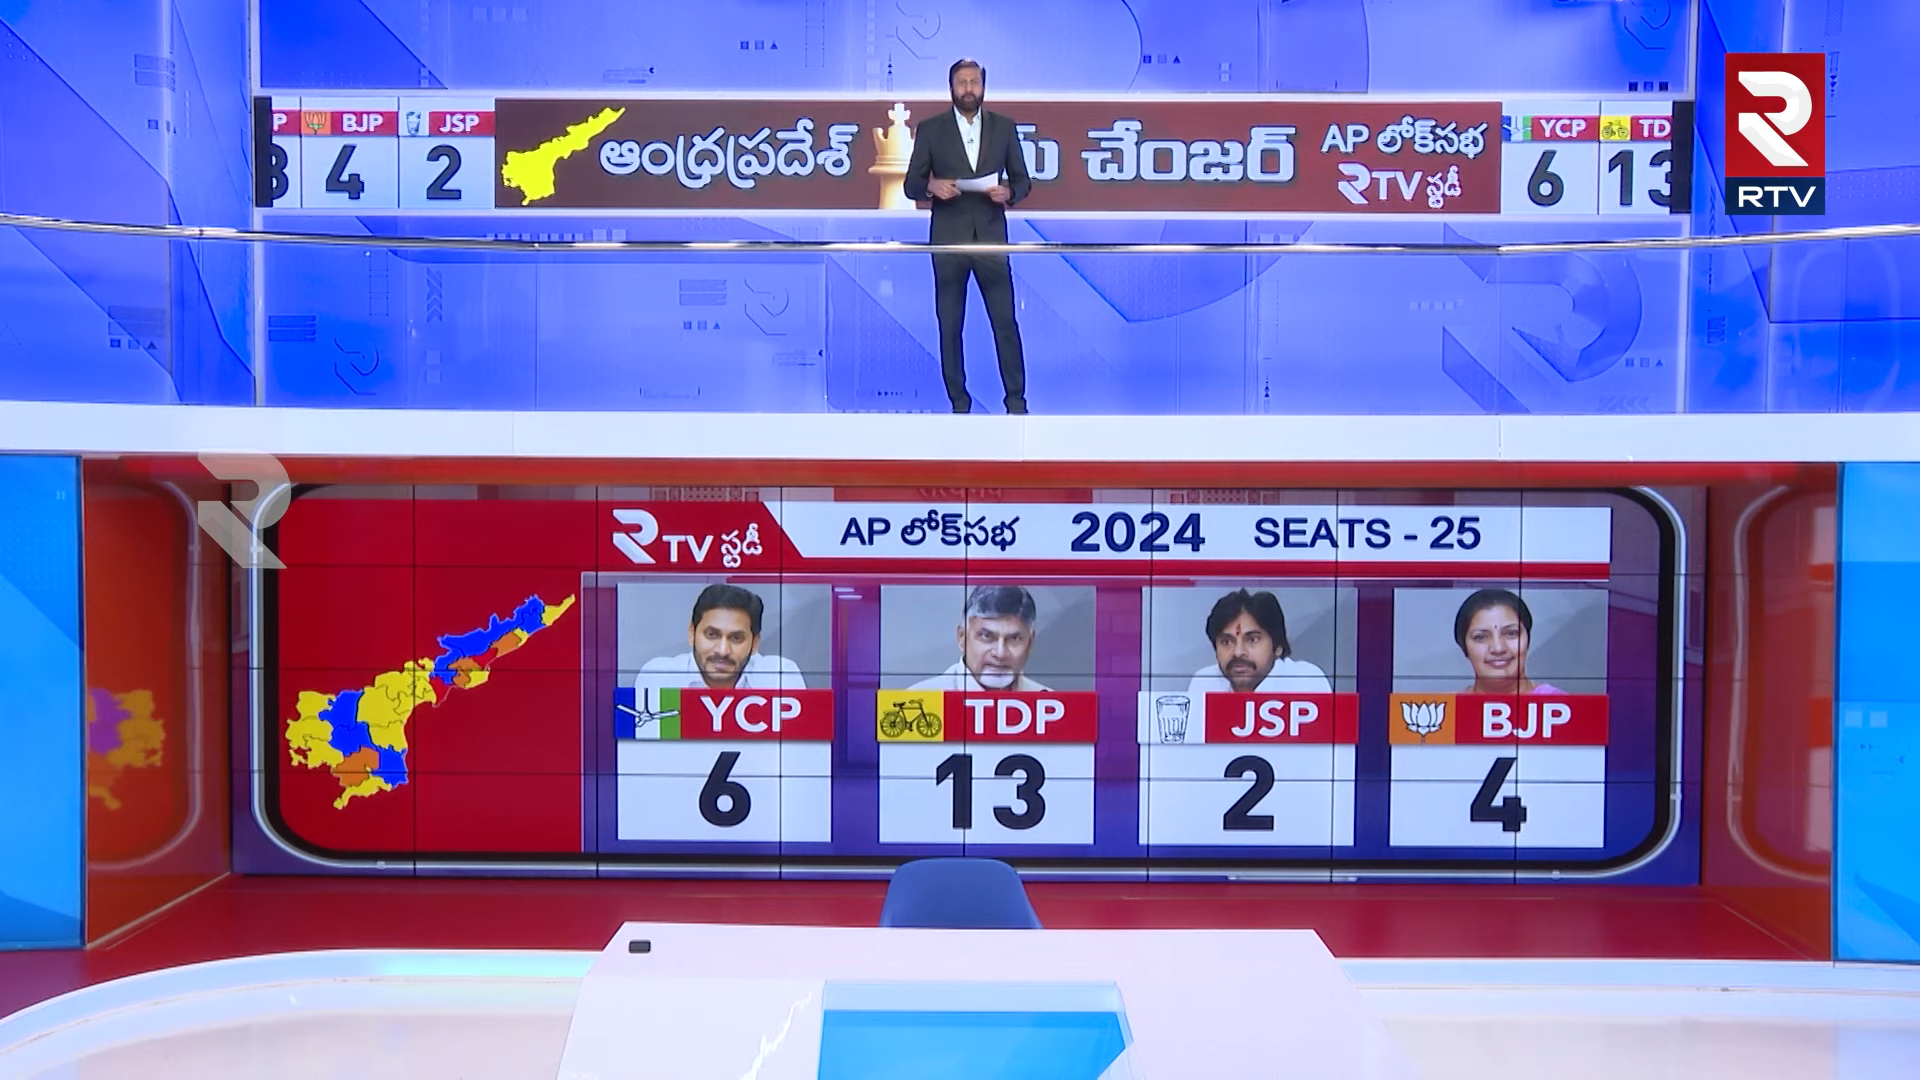 BJP
4
JSP
2
ఆంధ్రప్రదేశ్
చేంజర్
AP లోక్‌సభ
RTV స్టడీ
YCP
6
TD
13
RTV
RTV స్టడీ
AP లోక్‌సభ 2024 SEATS - 25
YCP TDP JSP BJP
6 13 2 4